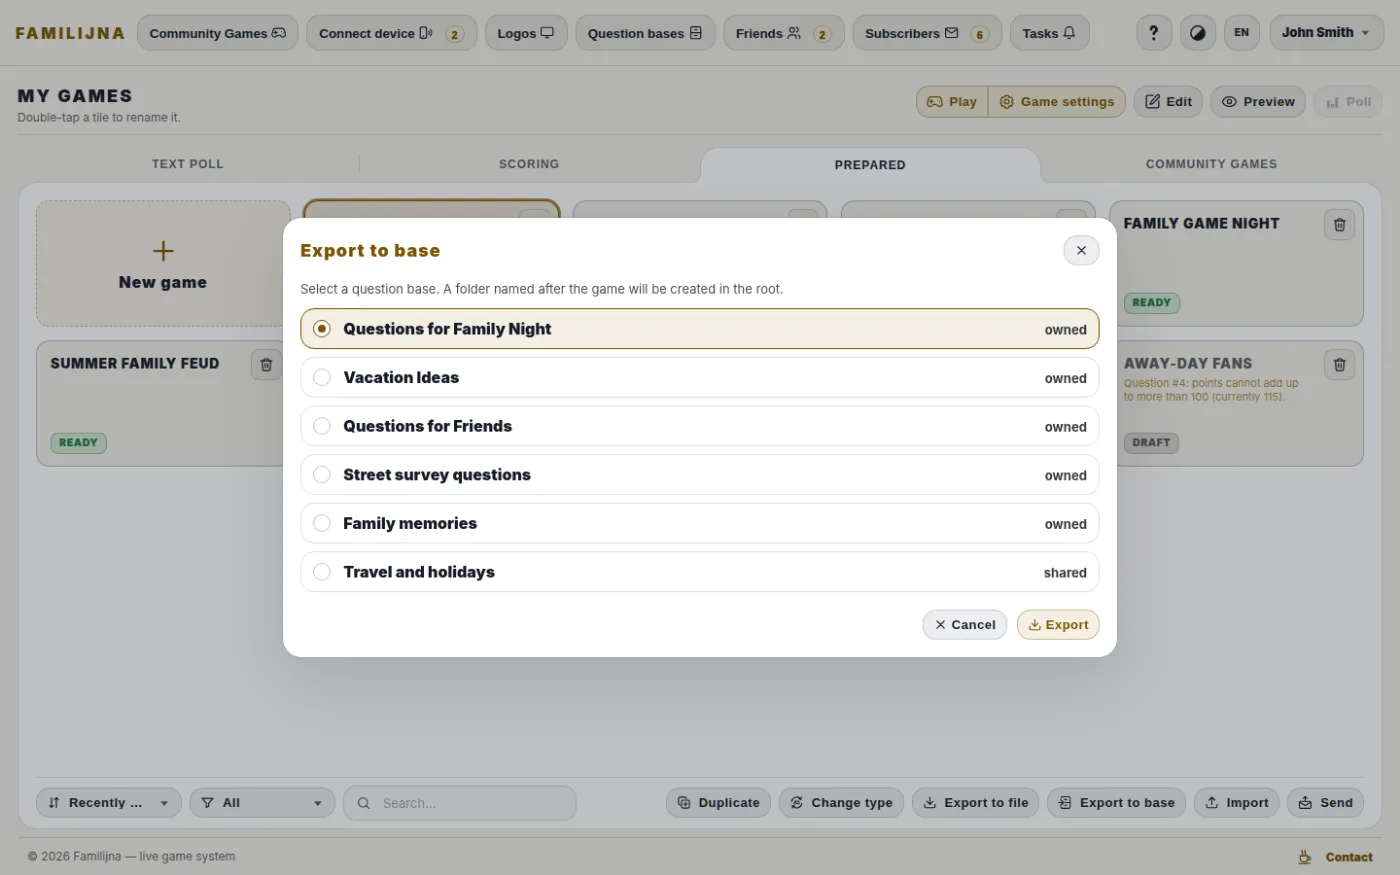 FAMILIJNA
Community Games
Connect device 2
Logos
Question bases
Friends 2
Subscribers 6
Tasks
?
EN
John Smith
MY GAMES
Double-tap a tile to rename it.
Play
Game settings
Edit
Preview
Poll
TEXT POLL
SCORING
PREPARED
COMMUNITY GAMES
New game
FAMILY GAME NIGHT
READY
SUMMER FAMILY FEUD
READY
AWAY-DAY FANS
Question #4: points cannot add up
to more than 100 (currently 115).
DRAFT
Export to base
Select a question base. A folder named after the game will be created in the root.
Questions for Family Night owned
Vacation Ideas owned
Questions for Friends owned
Street survey questions owned
Family memories owned
Travel and holidays shared
Cancel
Export
Recently ...
All
Search...
Duplicate
Change type
Export to file
Export to base
Import
Send
© 2026 Familijna — live game system
Contact